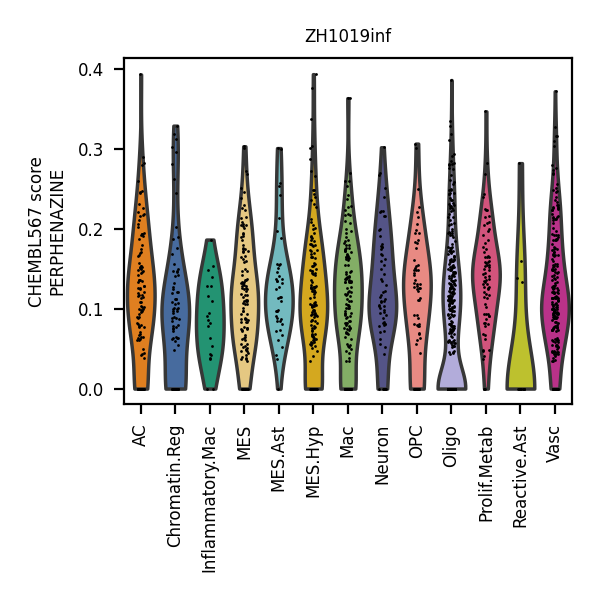 ZH1019inf
CHEMBL567 score
PERPHENAZINE
0.4
0.3
0.2
0.1
0.0
AC
Chromatin.Reg
Inflammatory.Mac
MES
MES.Ast
MES.Hyp
Mac
Neuron
OPC
Oligo
Prolif.Metab
Reactive.Ast
Vasc